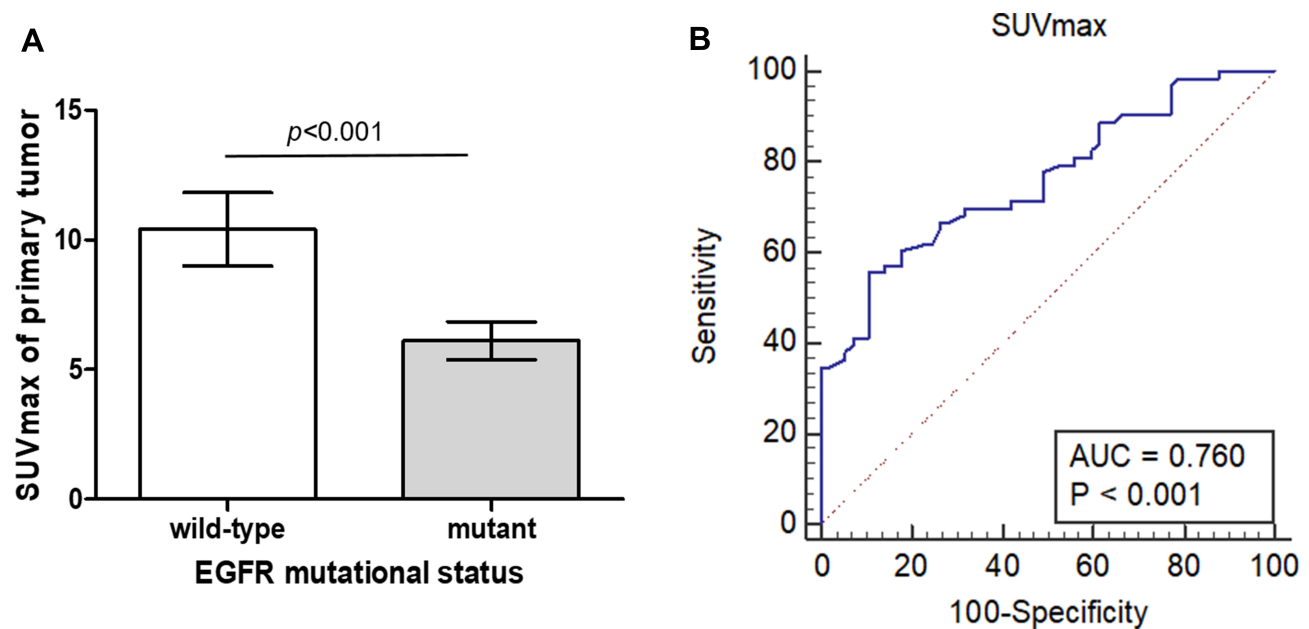 A
SUVmax of primary tumor
15
10
5
0
p<0.001
wild-type
mutant
EGFR mutational status
B
SUVmax
Sensitivity
100
80
60
40
20
0
AUC = 0.760
P < 0.001
0 20 40 60 80 100
100-Specificity